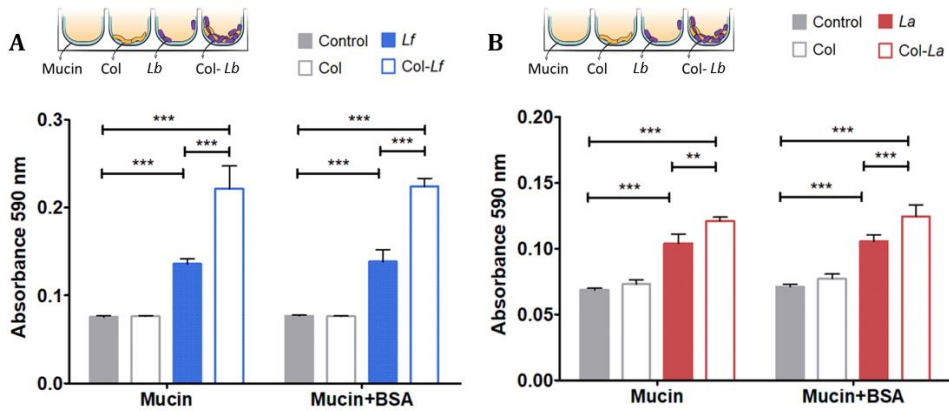 A
Mucin Col Lb Col- Lb
Control Lf
Col Col-Lf
Absorbance 590 nm
0.3
0.2
0.1
0.0
*** *** *** *** *** ***
Mucin Mucin+BSA
B
Mucin Col Lb Col- Lb
Control La
Col Col-La
Absorbance 590 nm
0.20
0.15
0.10
0.05
0.00
*** ** *** *** *** ***
Mucin Mucin+BSA